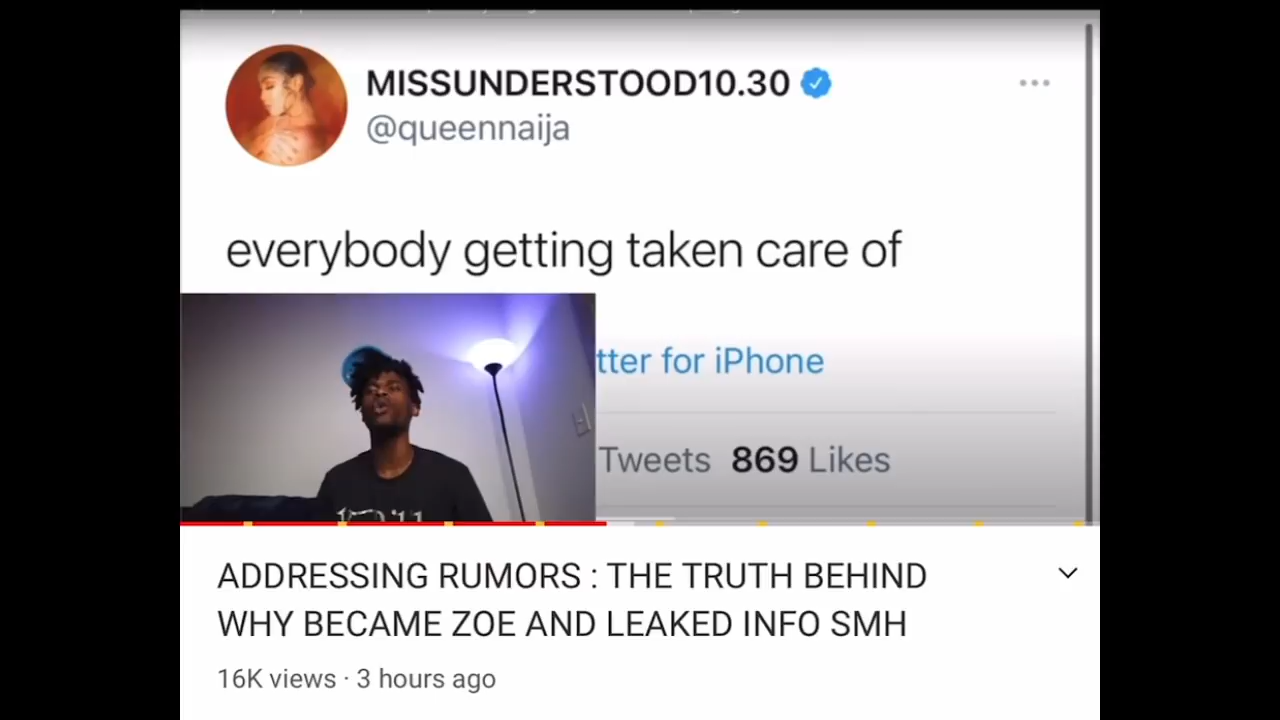 MISSUNDERSTOOD10.30
@queennaija
everybody getting taken care of
tter for iPhone
Tweets 869 Likes
ADDRESSING RUMORS : THE TRUTH BEHIND
WHY BECAME ZOE AND LEAKED INFO SMH
16K views · 3 hours ago